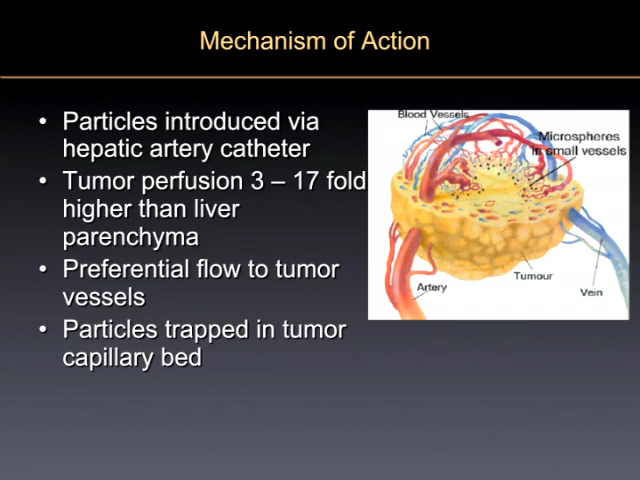 Mechanism of Action
• Particles introduced via
hepatic artery catheter
• Tumor perfusion 3 – 17 fold
higher than liver
parenchyma
• Preferential flow to tumor
vessels
• Particles trapped in tumor
capillary bed
Blood Vessels
Microspheres
in small vessels
Tumour
Artery
Vein